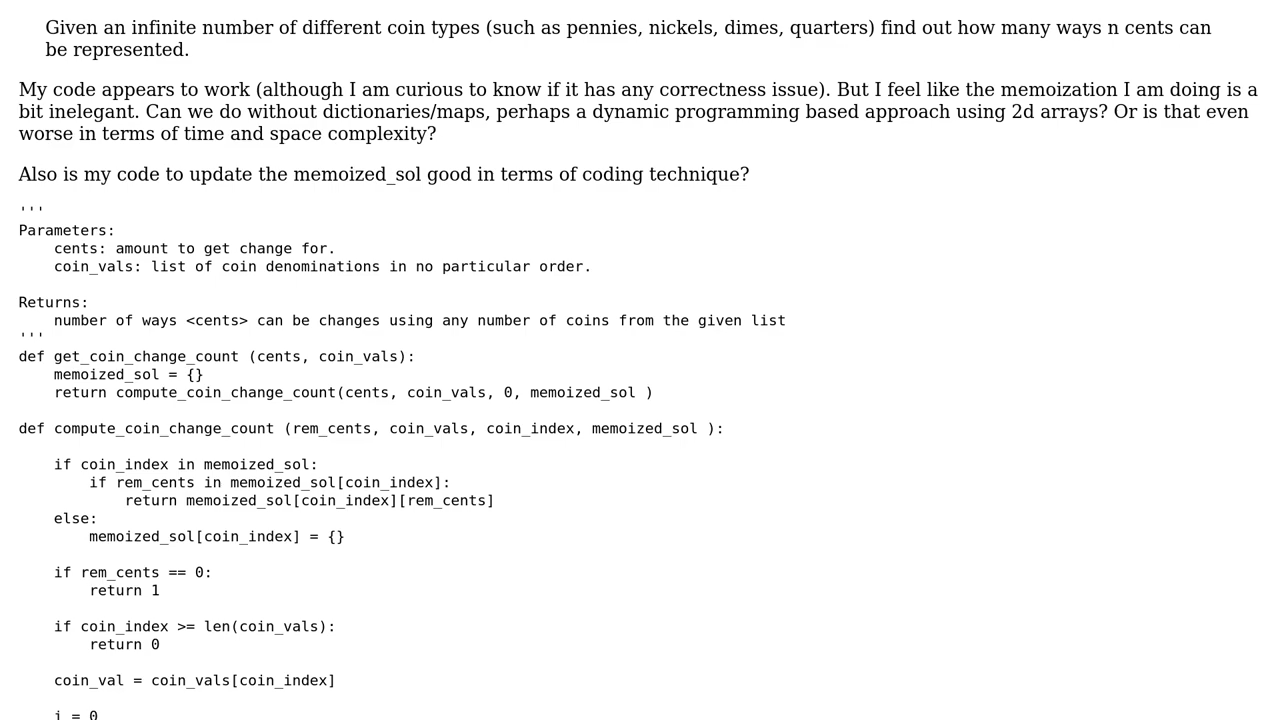 Given an infinite number of different coin types (such as pennies, nickels, dimes, quarters) find out how many ways n cents can
be represented.
My code appears to work (although I am curious to know if it has any correctness issue). But I feel like the memoization I am doing is a
bit inelegant. Can we do without dictionaries/maps, perhaps a dynamic programming based approach using 2d arrays? Or is that even
worse in terms of time and space complexity?
Also is my code to update the memoized_sol good in terms of coding technique?
'''
Parameters:
    cents: amount to get change for.
    coin_vals: list of coin denominations in no particular order.
Returns:
    number of ways <cents> can be changes using any number of coins from the given list
'''
def get_coin_change_count (cents, coin_vals):
    memoized_sol = {}
    return compute_coin_change_count(cents, coin_vals, 0, memoized_sol )
def compute_coin_change_count (rem_cents, coin_vals, coin_index, memoized_sol ):
    if coin_index in memoized_sol:
        if rem_cents in memoized_sol[coin_index]:
            return memoized_sol[coin_index][rem_cents]
    else:
        memoized_sol[coin_index] = {}
    if rem_cents == 0:
        return 1
    if coin_index >= len(coin_vals):
        return 0
    coin_val = coin_vals[coin_index]
    i = 0